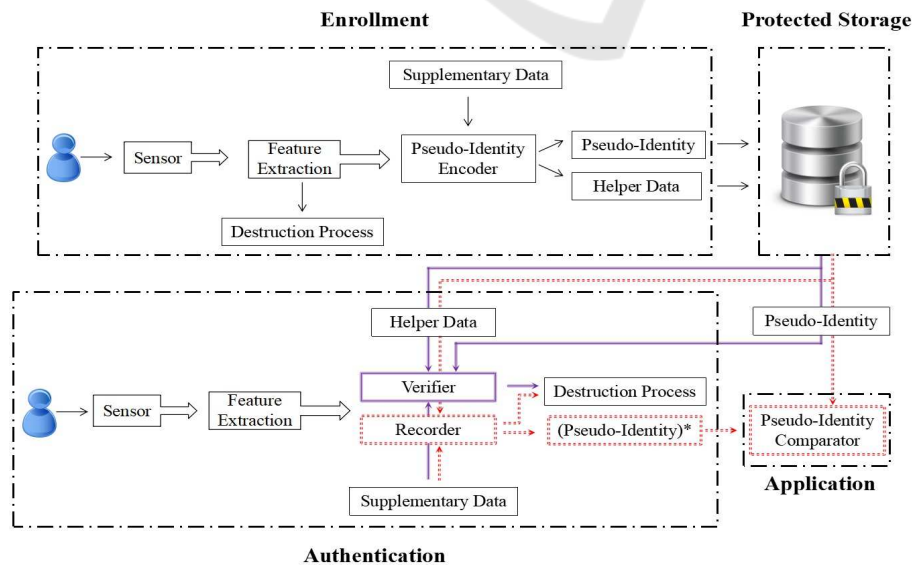 Enrollment
Protected Storage
Supplementary Data
Sensor
Feature
Extraction
Pseudo-Identity
Encoder
Pseudo-Identity
Helper Data
Destruction Process
Helper Data
Pseudo-Identity
Sensor
Feature
Extraction
Verifier
Recorder
Destruction Process
(Pseudo-Identity)*
Pseudo-Identity
Comparator
Supplementary Data
Application
Authentication